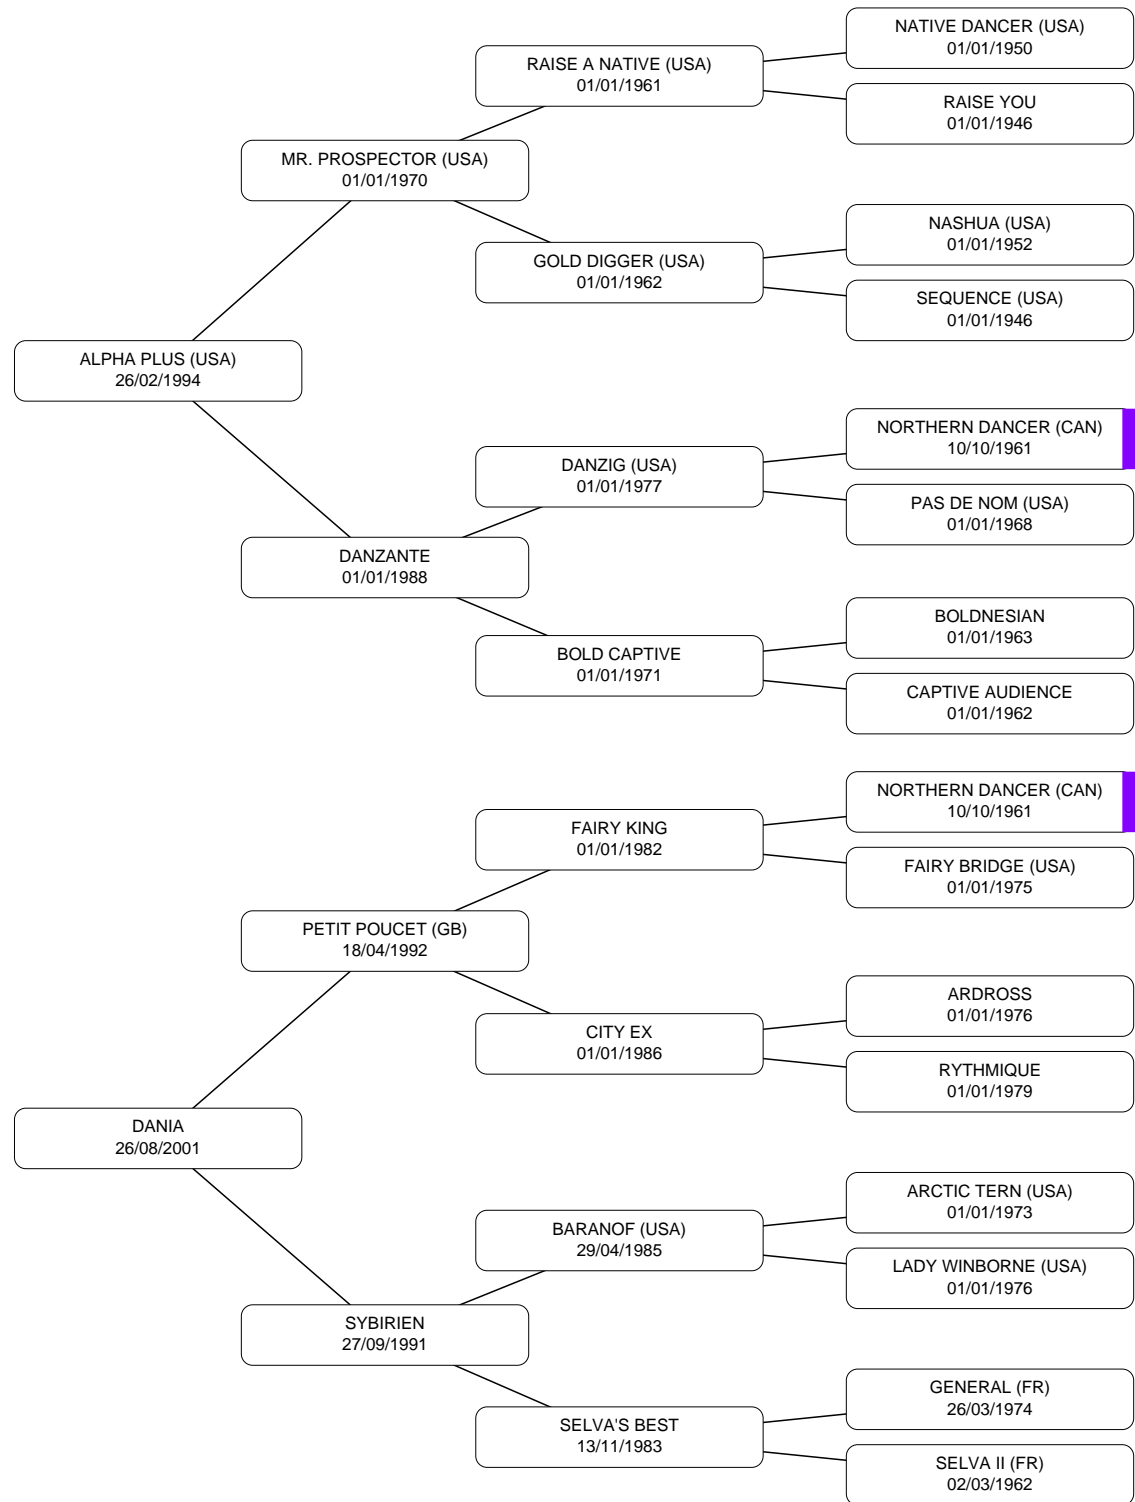 NATIVE DANCER (USA)
01/01/1950
RAISE A NATIVE (USA)
01/01/1961
RAISE YOU
01/01/1946
MR. PROSPECTOR (USA)
01/01/1970
NASHUA (USA)
01/01/1952
GOLD DIGGER (USA)
01/01/1962
SEQUENCE (USA)
01/01/1946
ALPHA PLUS (USA)
26/02/1994
NORTHERN DANCER (CAN)
10/10/1961
DANZIG (USA)
01/01/1977
PAS DE NOM (USA)
01/01/1968
DANZANTE
01/01/1988
BOLDNESIAN
01/01/1963
BOLD CAPTIVE
01/01/1971
CAPTIVE AUDIENCE
01/01/1962
NORTHERN DANCER (CAN)
10/10/1961
FAIRY KING
01/01/1982
FAIRY BRIDGE (USA)
01/01/1975
PETIT POUCET (GB)
18/04/1992
ARDROSS
01/01/1976
CITY EX
01/01/1986
RYTHMIQUE
01/01/1979
DANIA
26/08/2001
ARCTIC TERN (USA)
01/01/1973
BARANOF (USA)
29/04/1985
LADY WINBORNE (USA)
01/01/1976
SYBIRIEN
27/09/1991
GENERAL (FR)
26/03/1974
SELVA'S BEST
13/11/1983
SELVA II (FR)
02/03/1962